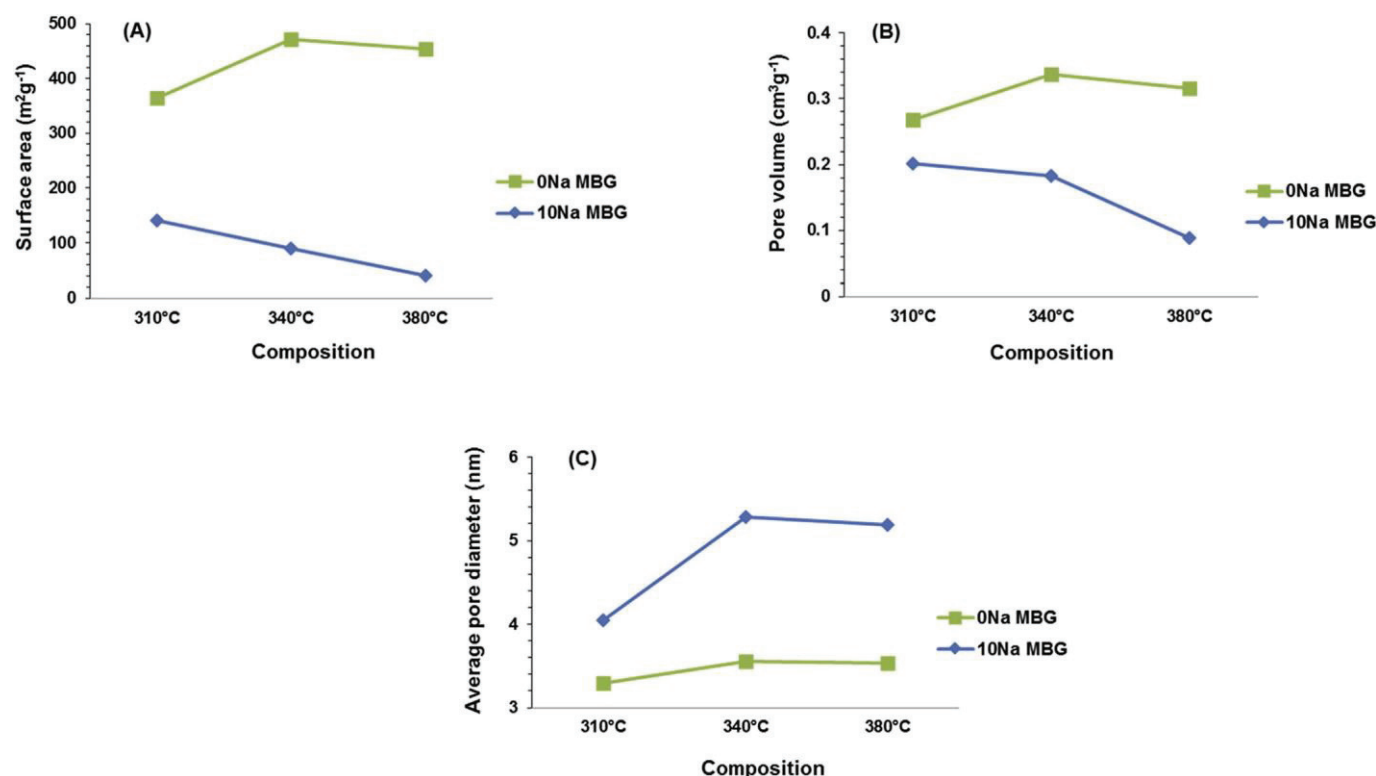 (A)
Surface area (m²g⁻¹)
500
400
300
200
100
0
310°C 340°C 380°C
Composition
0Na MBG
10Na MBG
(B)
Pore volume (cm³g⁻¹)
0.4
0.3
0.2
0.1
0
310°C 340°C 380°C
Composition
0Na MBG
10Na MBG
(C)
Average pore diameter (nm)
6
5
4
3
310°C 340°C 380°C
Composition
0Na MBG
10Na MBG